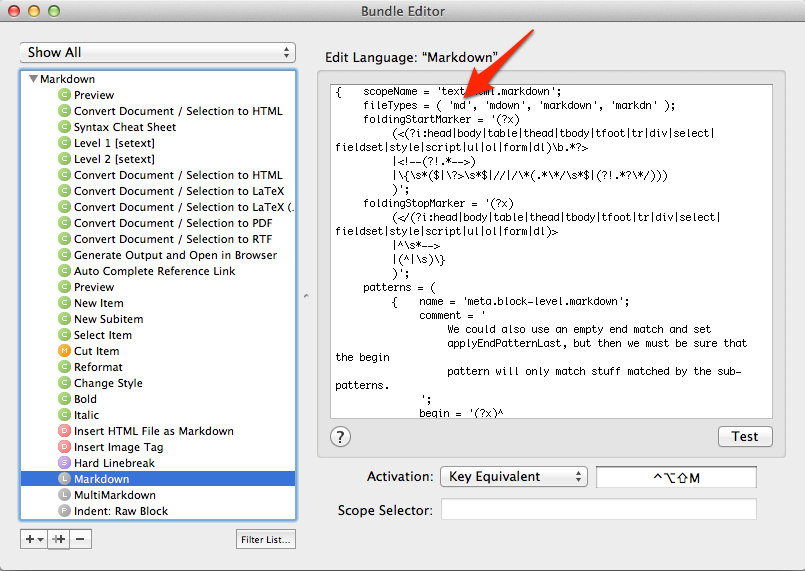 Bundle Editor
Show All
Markdown
C Preview
C Convert Document / Selection to HTML
C Syntax Cheat Sheet
C Level 1 [setext]
C Level 2 [setext]
C Convert Document / Selection to HTML
C Convert Document / Selection to LaTeX
C Convert Document / Selection to LaTeX (.
C Convert Document / Selection to PDF
C Convert Document / Selection to RTF
C Generate Output and Open in Browser
C Auto Complete Reference Link
C Preview
C New Item
C New Subitem
C Select Item
M Cut Item
C Reformat
C Change Style
C Bold
C Italic
D Insert HTML File as Markdown
D Insert Image Tag
S Hard Linebreak
L Markdown
L MultiMarkdown
P Indent: Raw Block
Filter List...
Edit Language: “Markdown”
{ scopeName = 'text.html.markdown';
fileTypes = ( 'md', 'mdown', 'markdown', 'markdn' );
foldingStartMarker = '(?x)
(<(?i:head|body|table|thead|tbody|tfoot|tr|div|select|
fieldset|style|script|ul|ol|form|dl)\b.*?>
|<!--(?!.*-->)
|\{\s*($|\?>\s*$|//|/\*(.*\*/\s*$|(?!.*?\*/)))
)';
foldingStopMarker = '(?x)
(</(?i:head|body|table|thead|tbody|tfoot|tr|div|select|
fieldset|style|script|ul|ol|form|dl)>
|^\s*-->
|(^|\s)\}
)';
patterns = (
{ name = 'meta.block-level.markdown';
comment = '
We could also use an empty end match and set
applyEndPatternLast, but then we must be sure that
the begin
pattern will only match stuff matched by the sub-
patterns.
';
begin = '(?x)^
?
Test
Activation: Key Equivalent ^⌥⇧M
Scope Selector: